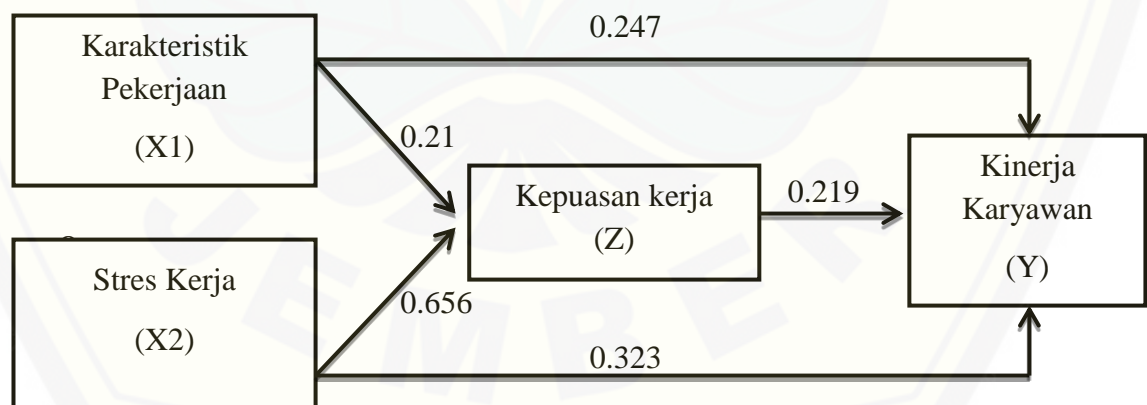 Karakteristik
Pekerjaan
(X1)
0.247
0.21
Kepuasan kerja
(Z)
0.219
Kinerja
Karyawan
(Y)
Stres Kerja
(X2)
0.656
0.323
JEMBER